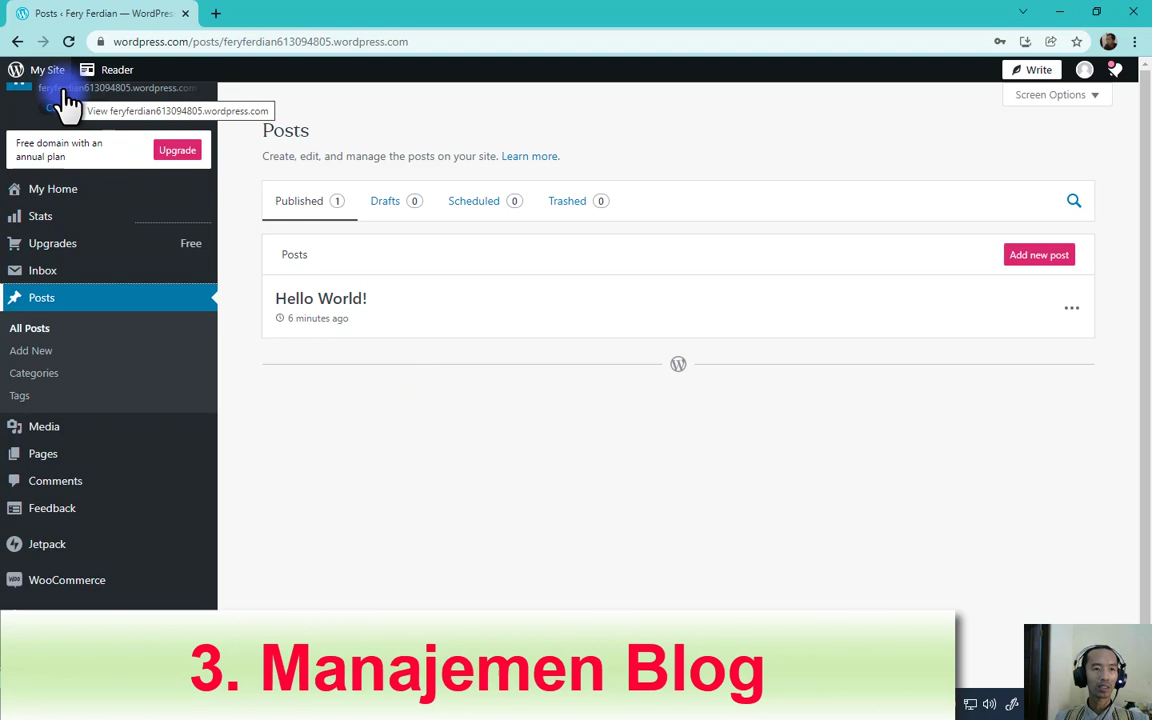 Posts ‹ Fery Ferdian — WordPres
wordpress.com/posts/feryferdian613094805.wordpress.com
My Site
Reader
Write
feryferdian613094805.wordpress.com
View feryferdian613094805.wordpress.com
Screen Options
Free domain with an
annual plan
Upgrade
My Home
Stats
Upgrades
Free
Inbox
Posts
All Posts
Add New
Categories
Tags
Media
Pages
Comments
Feedback
Jetpack
WooCommerce
Posts
Create, edit, and manage the posts on your site. Learn more.
Published 1
Drafts 0
Scheduled 0
Trashed 0
Posts
Add new post
Hello World!
6 minutes ago
3. Manajemen Blog